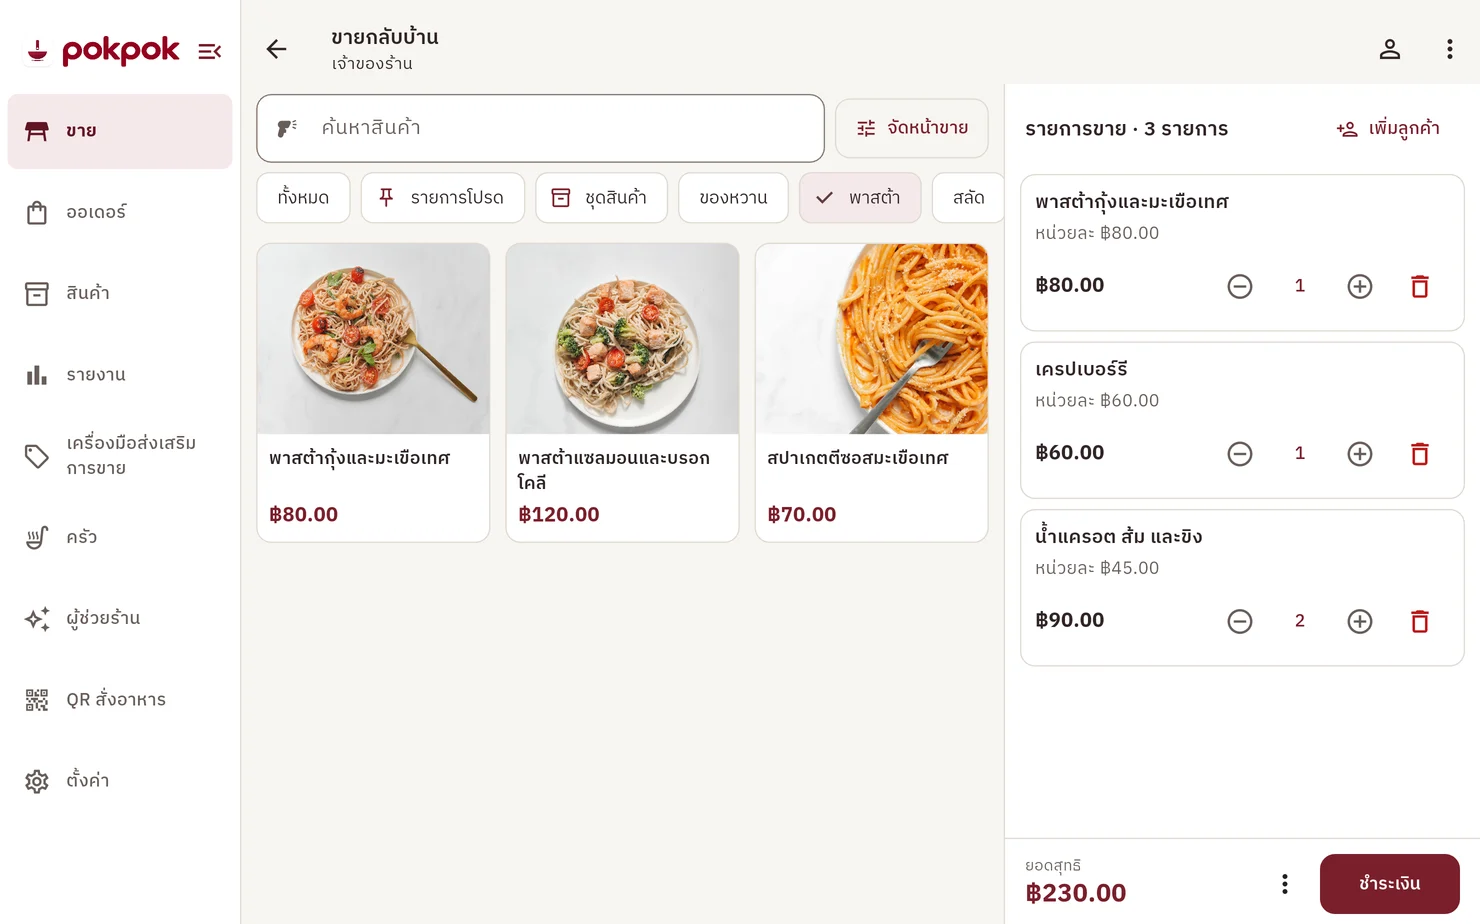 pokpok
ขาย
ออเดอร์
สินค้า
รายงาน
เครื่องมือส่งเสริม
การขาย
ครัว
ผู้ช่วยร้าน
QR สั่งอาหาร
ตั้งค่า
ขายกลับบ้าน
เจ้าของร้าน
ค้นหาสินค้า
จัดหน้าขาย
ทั้งหมด
รายการโปรด
ชุดสินค้า
ของหวาน
พาสต้า
สลัด
พาสต้ากุ้งและมะเขือเทศ
฿80.00
พาสต้าแซลมอนและบรอก
โคลี
฿120.00
สปาเกตตีซอสมะเขือเทศ
฿70.00
รายการขาย · 3 รายการ
เพิ่มลูกค้า
พาสต้ากุ้งและมะเขือเทศ
หน่วยละ ฿80.00
฿80.00
1
เครปเบอร์รี
หน่วยละ ฿60.00
฿60.00
1
น้ำแครอต ส้ม และขิง
หน่วยละ ฿45.00
฿90.00
2
ยอดสุทธิ
฿230.00
ชำระเงิน